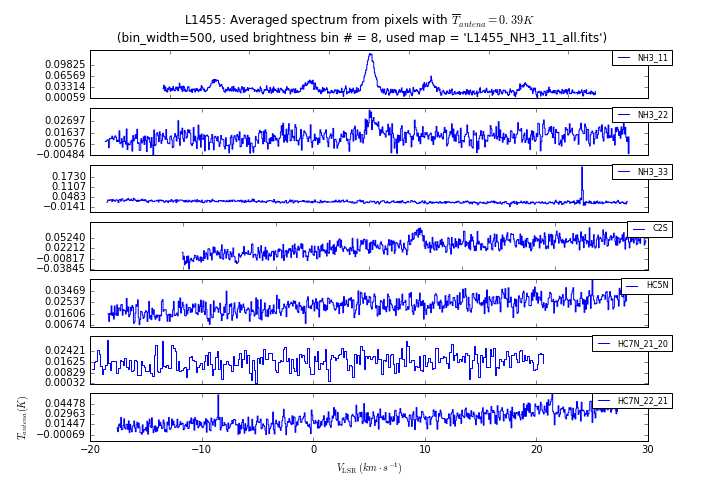 L1455: Averaged spectrum from pixels with T̅antena = 0.39K
(bin_width=500, used brightness bin # = 8, used map = 'L1455_NH3_11_all.fits')
NH3_11
0.09825
0.06569
0.03314
0.00059
NH3_22
0.02697
0.01637
0.00576
−0.00484
NH3_33
0.1730
0.1107
0.0483
−0.0141
C2S
0.05240
0.02212
−0.00817
−0.03845
HC5N
0.03469
0.02537
0.01606
0.00674
HC7N_21_20
0.02421
0.01625
0.00829
0.00032
HC7N_22_21
0.04478
0.02963
0.01447
−0.00069
Tantena(K)
−20 −10 0 10 20 30
VLSR (km · s⁻¹)